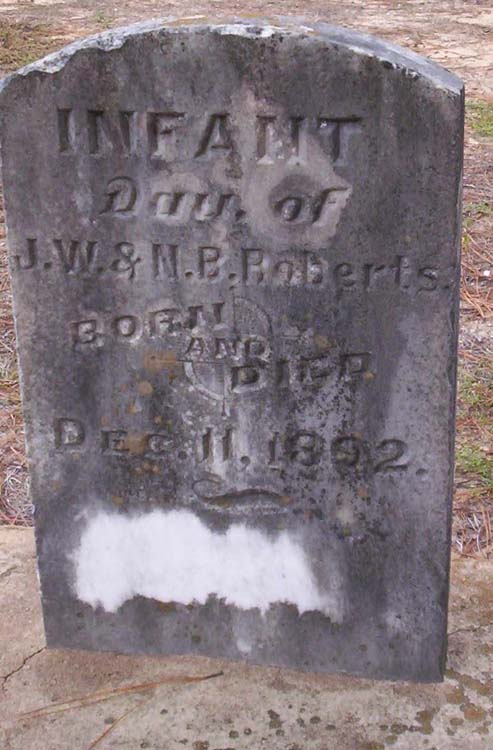 INFANT
Dau. of
J.W. & N.B. Roberts.
BORN
AND
DIED
DEC. 11, 1892.